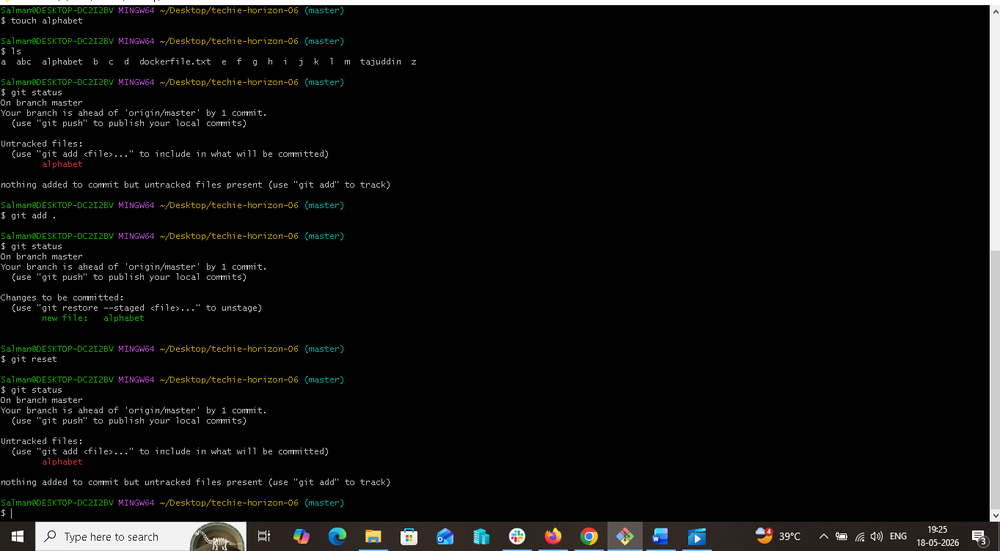 Salman@DESKTOP-DC2I2BV MINGW64 ~/Desktop/techie-horizon-06 (master)
$ touch alphabet
Salman@DESKTOP-DC2I2BV MINGW64 ~/Desktop/techie-horizon-06 (master)
$ ls
a  abc  alphabet  b  c  d  dockerfile.txt  e  f  g  h  i  j  k  l  m  tajuddin  z
Salman@DESKTOP-DC2I2BV MINGW64 ~/Desktop/techie-horizon-06 (master)
$ git status
On branch master
Your branch is ahead of 'origin/master' by 1 commit.
  (use "git push" to publish your local commits)
Untracked files:
  (use "git add <file>..." to include in what will be committed)
        alphabet
nothing added to commit but untracked files present (use "git add" to track)
Salman@DESKTOP-DC2I2BV MINGW64 ~/Desktop/techie-horizon-06 (master)
$ git add .
Salman@DESKTOP-DC2I2BV MINGW64 ~/Desktop/techie-horizon-06 (master)
$ git status
On branch master
Your branch is ahead of 'origin/master' by 1 commit.
  (use "git push" to publish your local commits)
Changes to be committed:
  (use "git restore --staged <file>..." to unstage)
        new file:   alphabet
Salman@DESKTOP-DC2I2BV MINGW64 ~/Desktop/techie-horizon-06 (master)
$ git reset
Salman@DESKTOP-DC2I2BV MINGW64 ~/Desktop/techie-horizon-06 (master)
$ git status
On branch master
Your branch is ahead of 'origin/master' by 1 commit.
  (use "git push" to publish your local commits)
Untracked files:
  (use "git add <file>..." to include in what will be committed)
        alphabet
nothing added to commit but untracked files present (use "git add" to track)
Salman@DESKTOP-DC2I2BV MINGW64 ~/Desktop/techie-horizon-06 (master)
$
Type here to search
4
39°C
ENG
19:25
18-05-2026
3